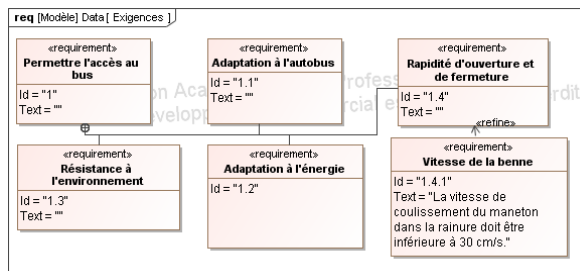 req [Modèle] Data [ Exigences ]
«requirement»
Permettre l'accès au
bus
Id = "1"
Text = ""
«requirement»
Adaptation à l'autobus
Id = "1.1"
Text = ""
«requirement»
Rapidité d'ouverture et
de fermeture
Id = "1.4"
Text = ""
«refine»
«requirement»
Résistance à
l'environnement
Id = "1.3"
Text = ""
«requirement»
Adaptation à l'énergie
Id = "1.2"
«requirement»
Vitesse de la benne
Id = "1.4.1"
Text = "La vitesse de
coulissement du maneton
dans la rainure doit être
inférieure à 30 cm/s."